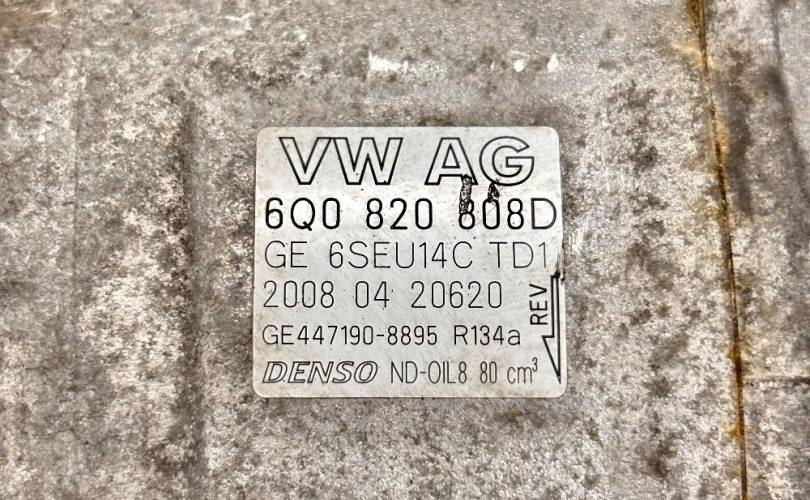 VW AG
6Q0 820 808D
GE 6SEU14C TD1
2008 04 20620
REV
GE447190-8895 R134a
DENSO ND-OIL8 80 cm³